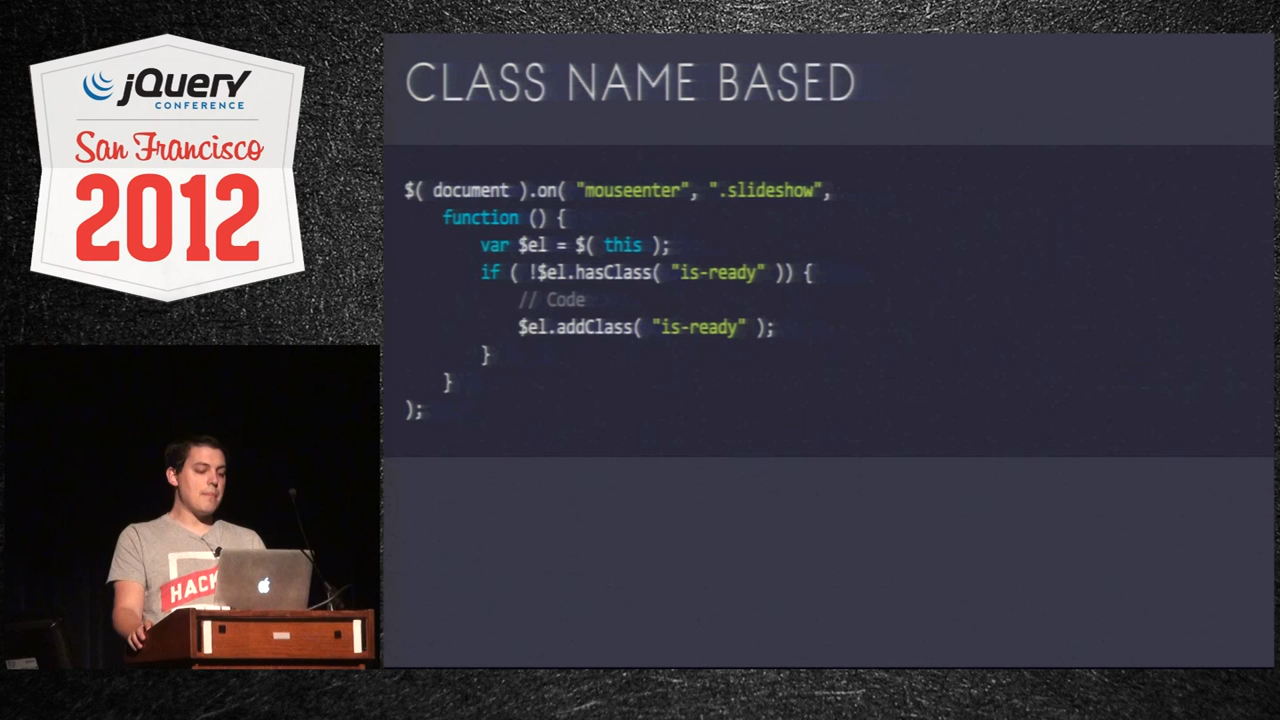 jQuery
CONFERENCE
San Francisco
2012
CLASS NAME BASED
$( document ).on( "mouseenter", ".slideshow",
    function () {
        var $el = $( this );
        if ( !$el.hasClass( "is-ready" )) {
            // Code
            $el.addClass( "is-ready" );
        }
    }
);
HACK